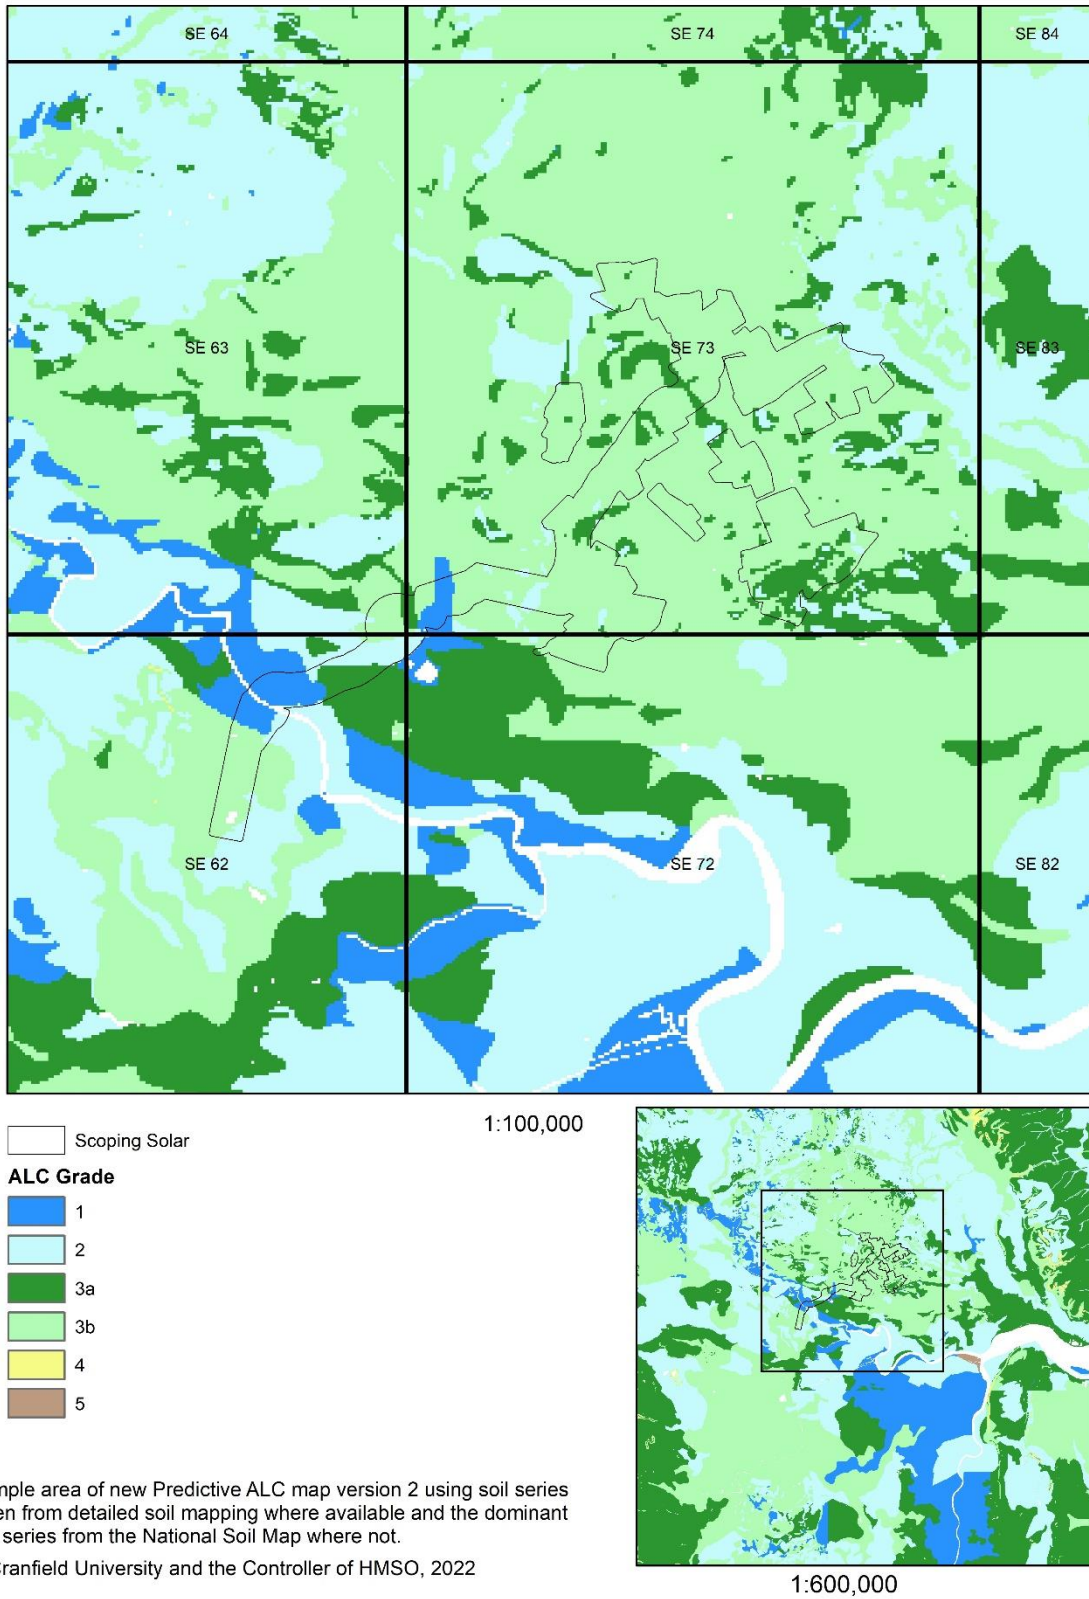 SE 64
SE 74
SE 84
SE 63
SE 73
SE 83
SE 62
SE 72
SE 82
1:100,000
Scoping Solar
ALC Grade
1
2
3a
3b
4
5
mple area of new Predictive ALC map version 2 using soil series
en from detailed soil mapping where available and the dominant
series from the National Soil Map where not.
Cranfield University and the Controller of HMSO, 2022
1:600,000